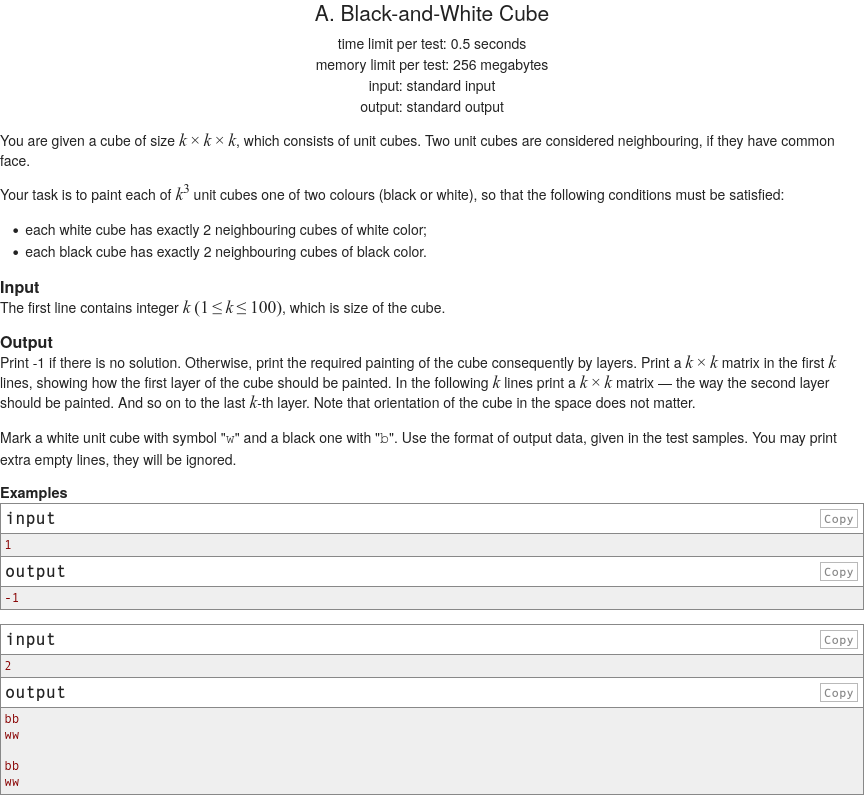 A. Black-and-White Cube
time limit per test: 0.5 seconds
memory limit per test: 256 megabytes
input: standard input
output: standard output
You are given a cube of size k × k × k, which consists of unit cubes. Two unit cubes are considered neighbouring, if they have common
face.
Your task is to paint each of k³ unit cubes one of two colours (black or white), so that the following conditions must be satisfied:
• each white cube has exactly 2 neighbouring cubes of white color;
• each black cube has exactly 2 neighbouring cubes of black color.
Input
The first line contains integer k (1 ≤ k ≤ 100), which is size of the cube.
Output
Print -1 if there is no solution. Otherwise, print the required painting of the cube consequently by layers. Print a k × k matrix in the first k
lines, showing how the first layer of the cube should be painted. In the following k lines print a k × k matrix — the way the second layer
should be painted. And so on to the last k-th layer. Note that orientation of the cube in the space does not matter.
Mark a white unit cube with symbol "w" and a black one with "b". Use the format of output data, given in the test samples. You may print
extra empty lines, they will be ignored.
Examples
input Copy
1
output Copy
-1
input Copy
2
output Copy
bb
ww
bb
ww